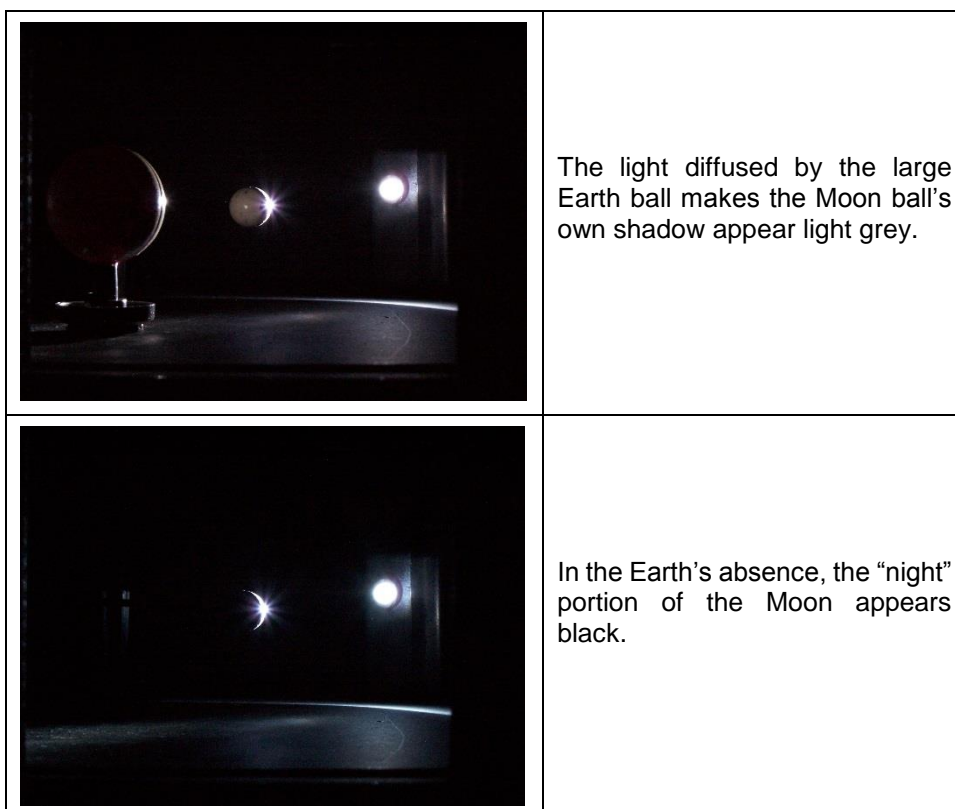 The light diffused by the large
Earth ball makes the Moon ball’s
own shadow appear light grey.
In the Earth’s absence, the “night”
portion of the Moon appears
black.